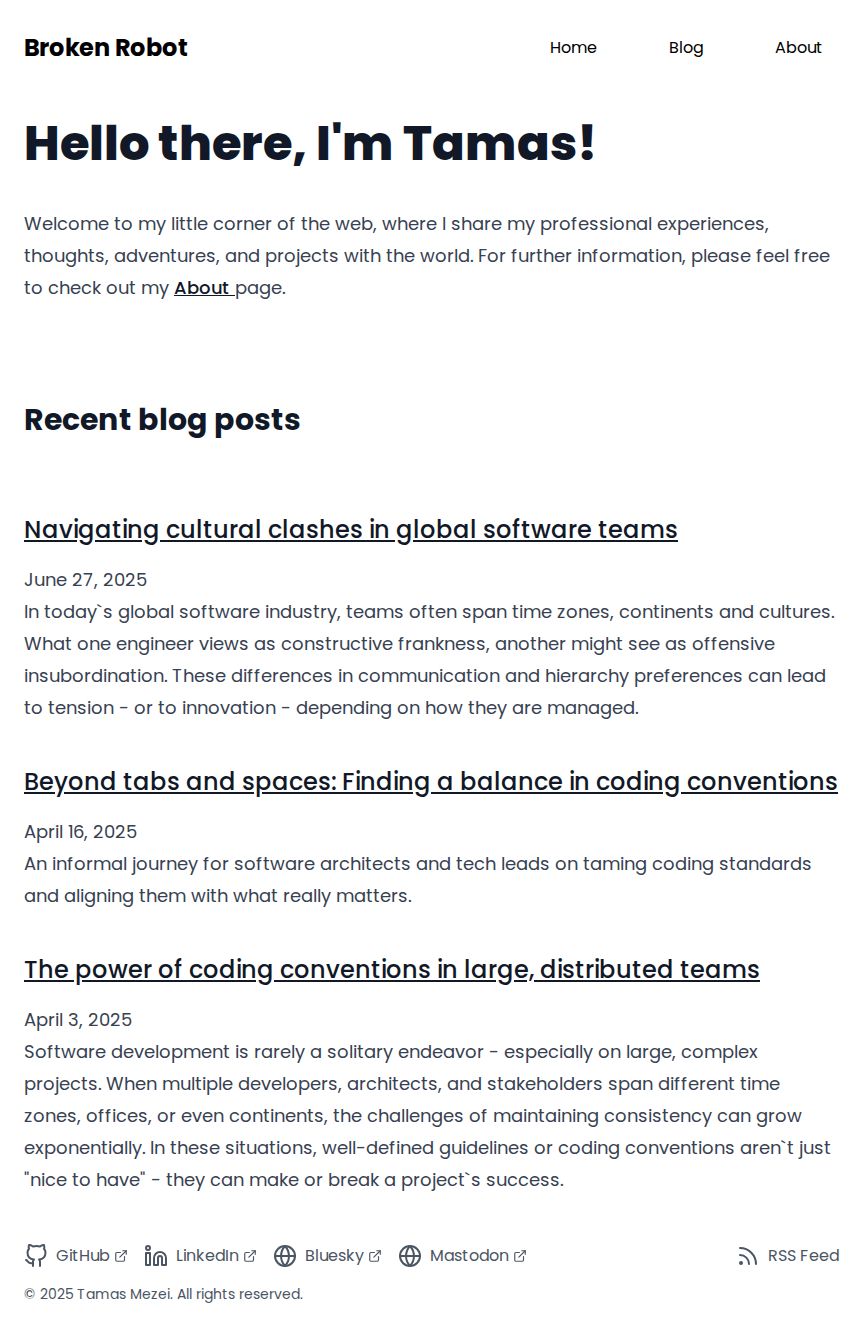 Broken Robot
Home
Blog
About
Hello there, I'm Tamas!
Welcome to my little corner of the web, where I share my professional experiences,
thoughts, adventures, and projects with the world. For further information, please feel free
to check out my About page.
Recent blog posts
Navigating cultural clashes in global software teams
June 27, 2025
In today`s global software industry, teams often span time zones, continents and cultures.
What one engineer views as constructive frankness, another might see as offensive
insubordination. These differences in communication and hierarchy preferences can lead
to tension - or to innovation - depending on how they are managed.
Beyond tabs and spaces: Finding a balance in coding conventions
April 16, 2025
An informal journey for software architects and tech leads on taming coding standards
and aligning them with what really matters.
The power of coding conventions in large, distributed teams
April 3, 2025
Software development is rarely a solitary endeavor - especially on large, complex
projects. When multiple developers, architects, and stakeholders span different time
zones, offices, or even continents, the challenges of maintaining consistency can grow
exponentially. In these situations, well-defined guidelines or coding conventions aren`t just
"nice to have" - they can make or break a project`s success.
GitHub
LinkedIn
Bluesky
Mastodon
RSS Feed
© 2025 Tamas Mezei. All rights reserved.